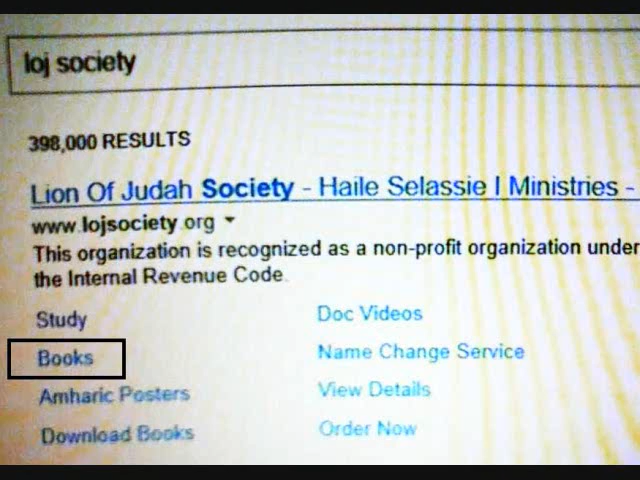 loj society
398,000 RESULTS
Lion Of Judah Society - Haile Selassie I Ministries -
www.lojsociety.org
This organization is recognized as a non-profit organization under
the Internal Revenue Code.
Study
Doc Videos
Books
Name Change Service
Amharic Posters
View Details
Download Books
Order Now